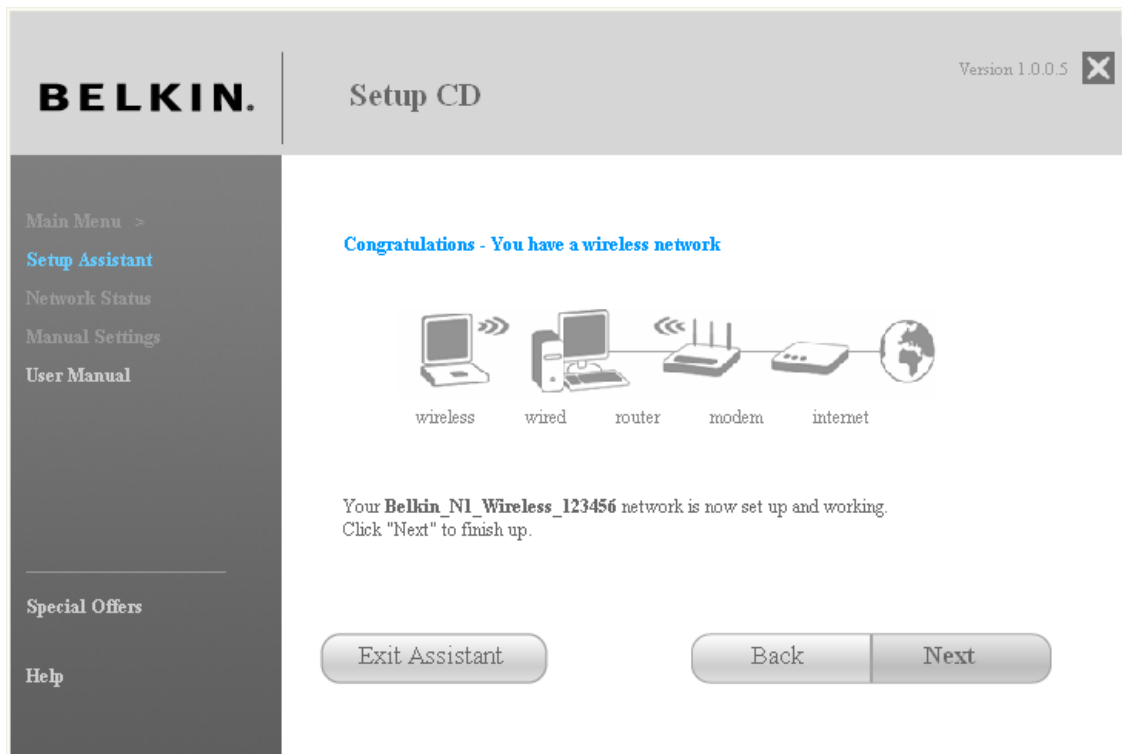 BELKIN.
Setup CD
Version 1.0.0.5
Main Menu >
Setup Assistant
Network Status
Manual Settings
User Manual
Special Offers
Help
Congratulations - You have a wireless network
wireless wired router modem internet
Your Belkin_N1_Wireless_123456 network is now set up and working.
Click "Next" to finish up.
Exit Assistant
Back
Next